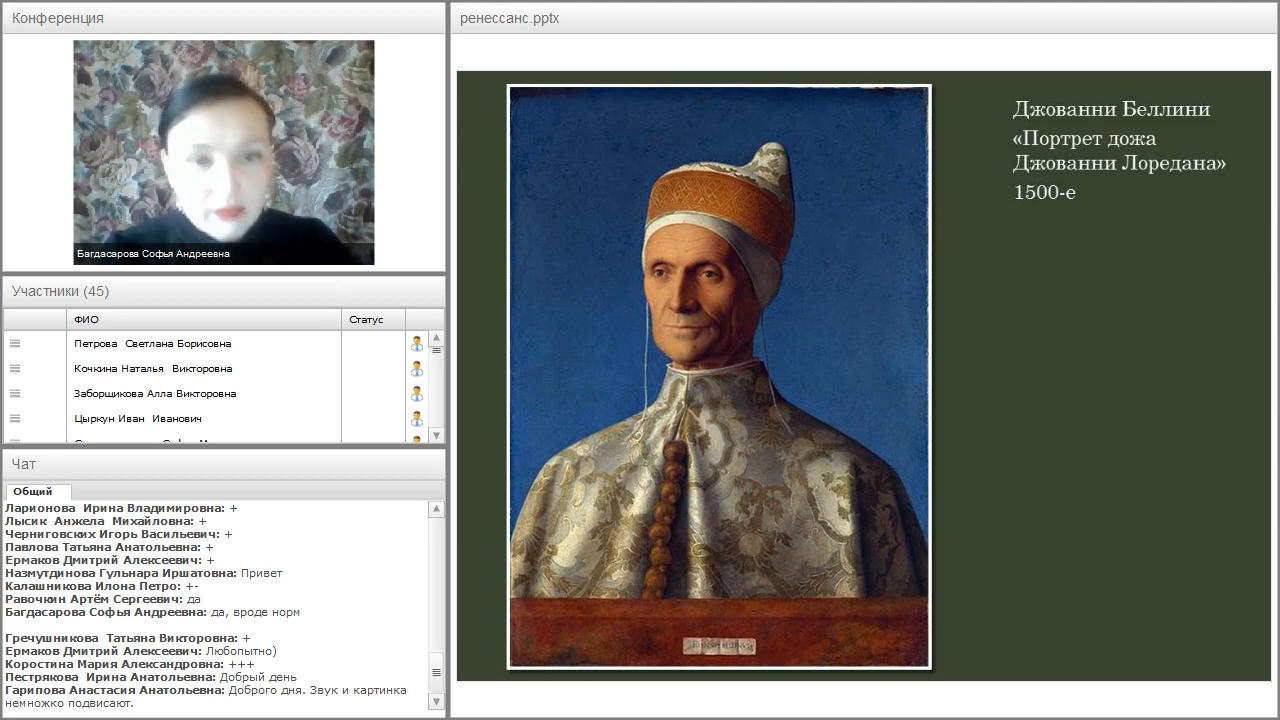 Конференция
Багдасарова Софья Андреевна
Участники (45)
ФИО Статус
Петрова Светлана Борисовна
Кочкина Наталья Викторовна
Заборщикова Алла Викторовна
Цыркун Иван Иванович
Чат
Общий
Ларионова Ирина Владимировна: +
Лысик Анжела Михайловна: +
Черниговских Игорь Васильевич: +
Павлова Татьяна Анатольевна: +
Ермаков Дмитрий Алексеевич: +
Назмутдинова Гульнара Иршатовна: Привет
Калашникова Илона Петро: +-
Равочкин Артём Сергеевич: да
Багдасарова Софья Андреевна: да, вроде норм
Гречушникова Татьяна Викторовна: +
Ермаков Дмитрий Алексеевич: Любопытно)
Коростина Мария Александровна: +++
Пестрякова Ирина Анатольевна: Добрый день
Гарипова Анастасия Анатольевна: Доброго дня. Звук и картинка
немножко подвисают.
ренессанс.pptx
Джованни Беллини
«Портрет дожа
Джованни Лоредана»
1500-е